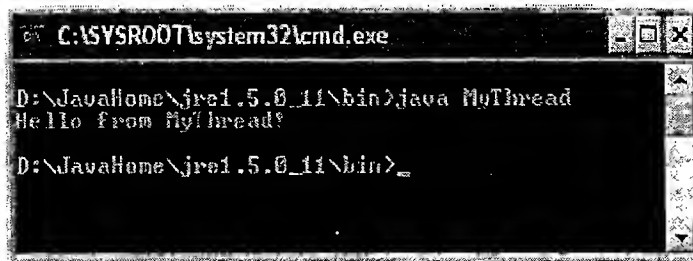 C:\SYSROOT\system32\cmd.exe
D:\JavaHome\jre1.5.0_11\bin>java MyThread
Hello from MyThread!
D:\JavaHome\jre1.5.0_11\bin>_